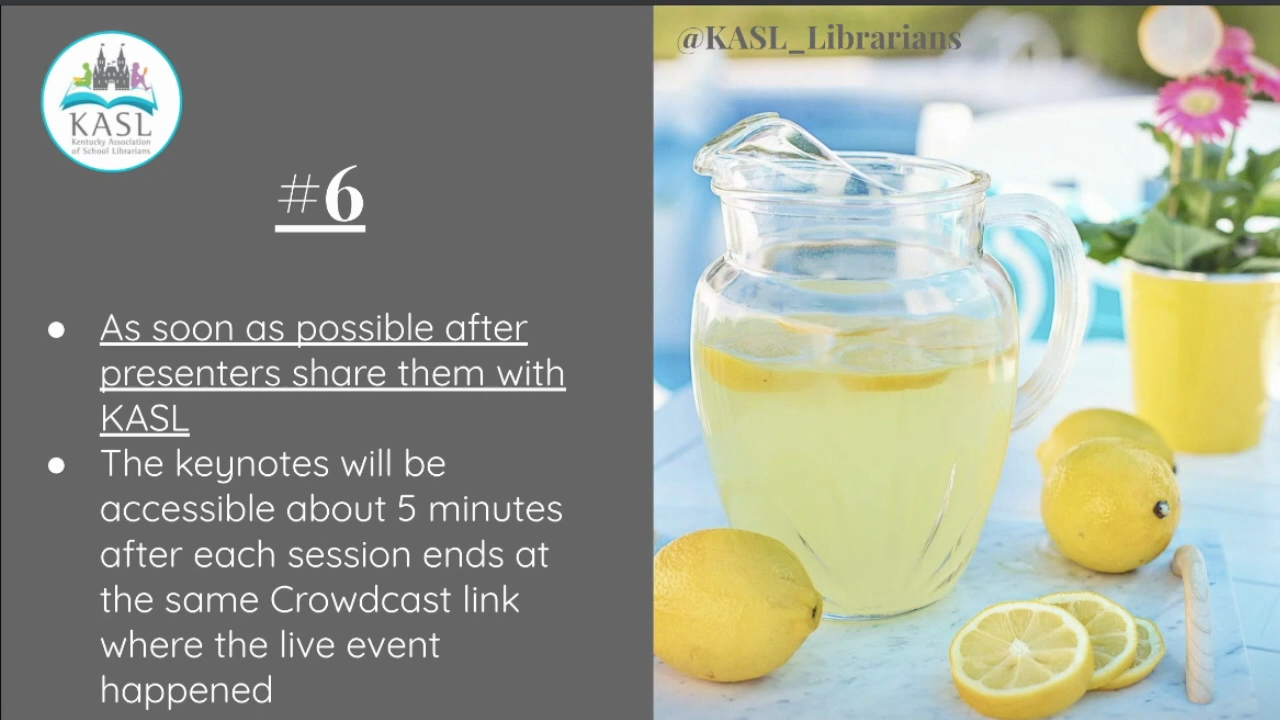 @KASL_Librarians
KASL
Kentucky Association
of School Librarians
#6
● As soon as possible after
presenters share them with
KASL
● The keynotes will be
accessible about 5 minutes
after each session ends at
the same Crowdcast link
where the live event
happened